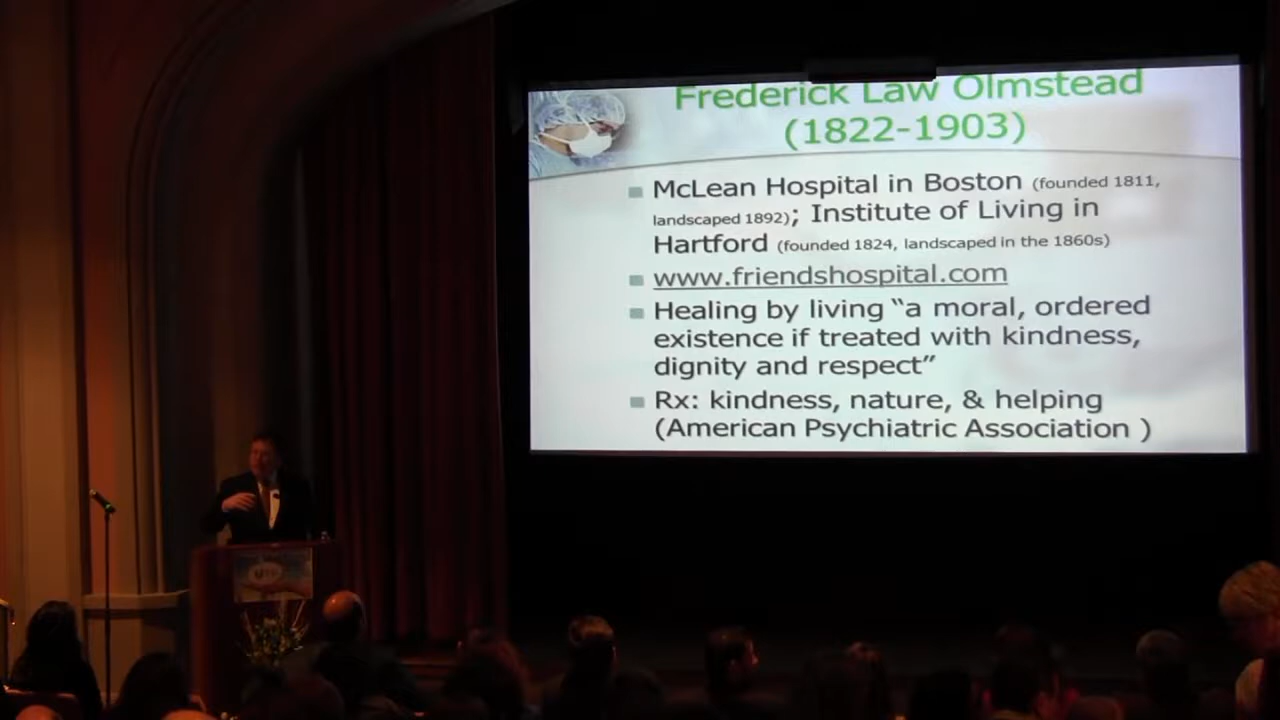 Frederick Law Olmstead
(1822-1903)
McLean Hospital in Boston (founded 1811,
landscaped 1892); Institute of Living in
Hartford (founded 1824, landscaped in the 1860s)
www.friendshospital.com
Healing by living “a moral, ordered
existence if treated with kindness,
dignity and respect”
Rx: kindness, nature, & helping
(American Psychiatric Association )